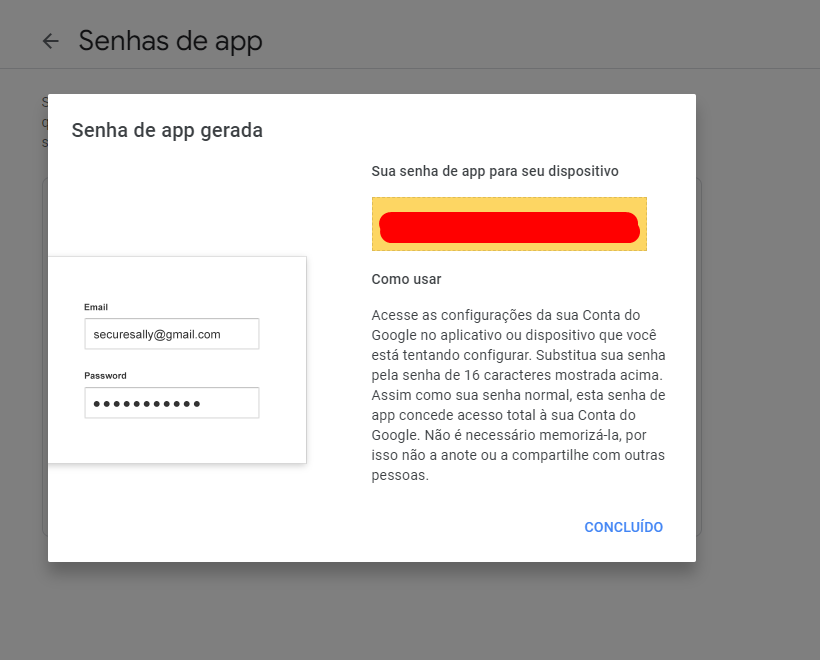 Senhas de app
Senha de app gerada
Sua senha de app para seu dispositivo
Como usar
Acesse as configurações da sua Conta do
Google no aplicativo ou dispositivo que você
está tentando configurar. Substitua sua senha
pela senha de 16 caracteres mostrada acima.
Assim como sua senha normal, esta senha de
app concede acesso total à sua Conta do
Google. Não é necessário memorizá-la, por
isso não a anote ou a compartilhe com outras
pessoas.
Email
securesally@gmail.com
Password
●●●●●●●●●●●
CONCLUÍDO